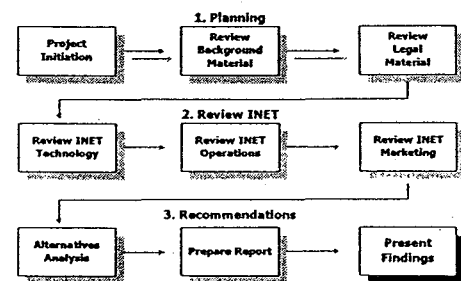 1. Planning
Project
Initiation
Review
Background
Material
Review
Legal
Material
2. Review INET
Review INET
Technology
Review INET
Operations
Review INET
Marketing
3. Recommendations
Alternatives
Analysis
Prepare Report
Present
Findings